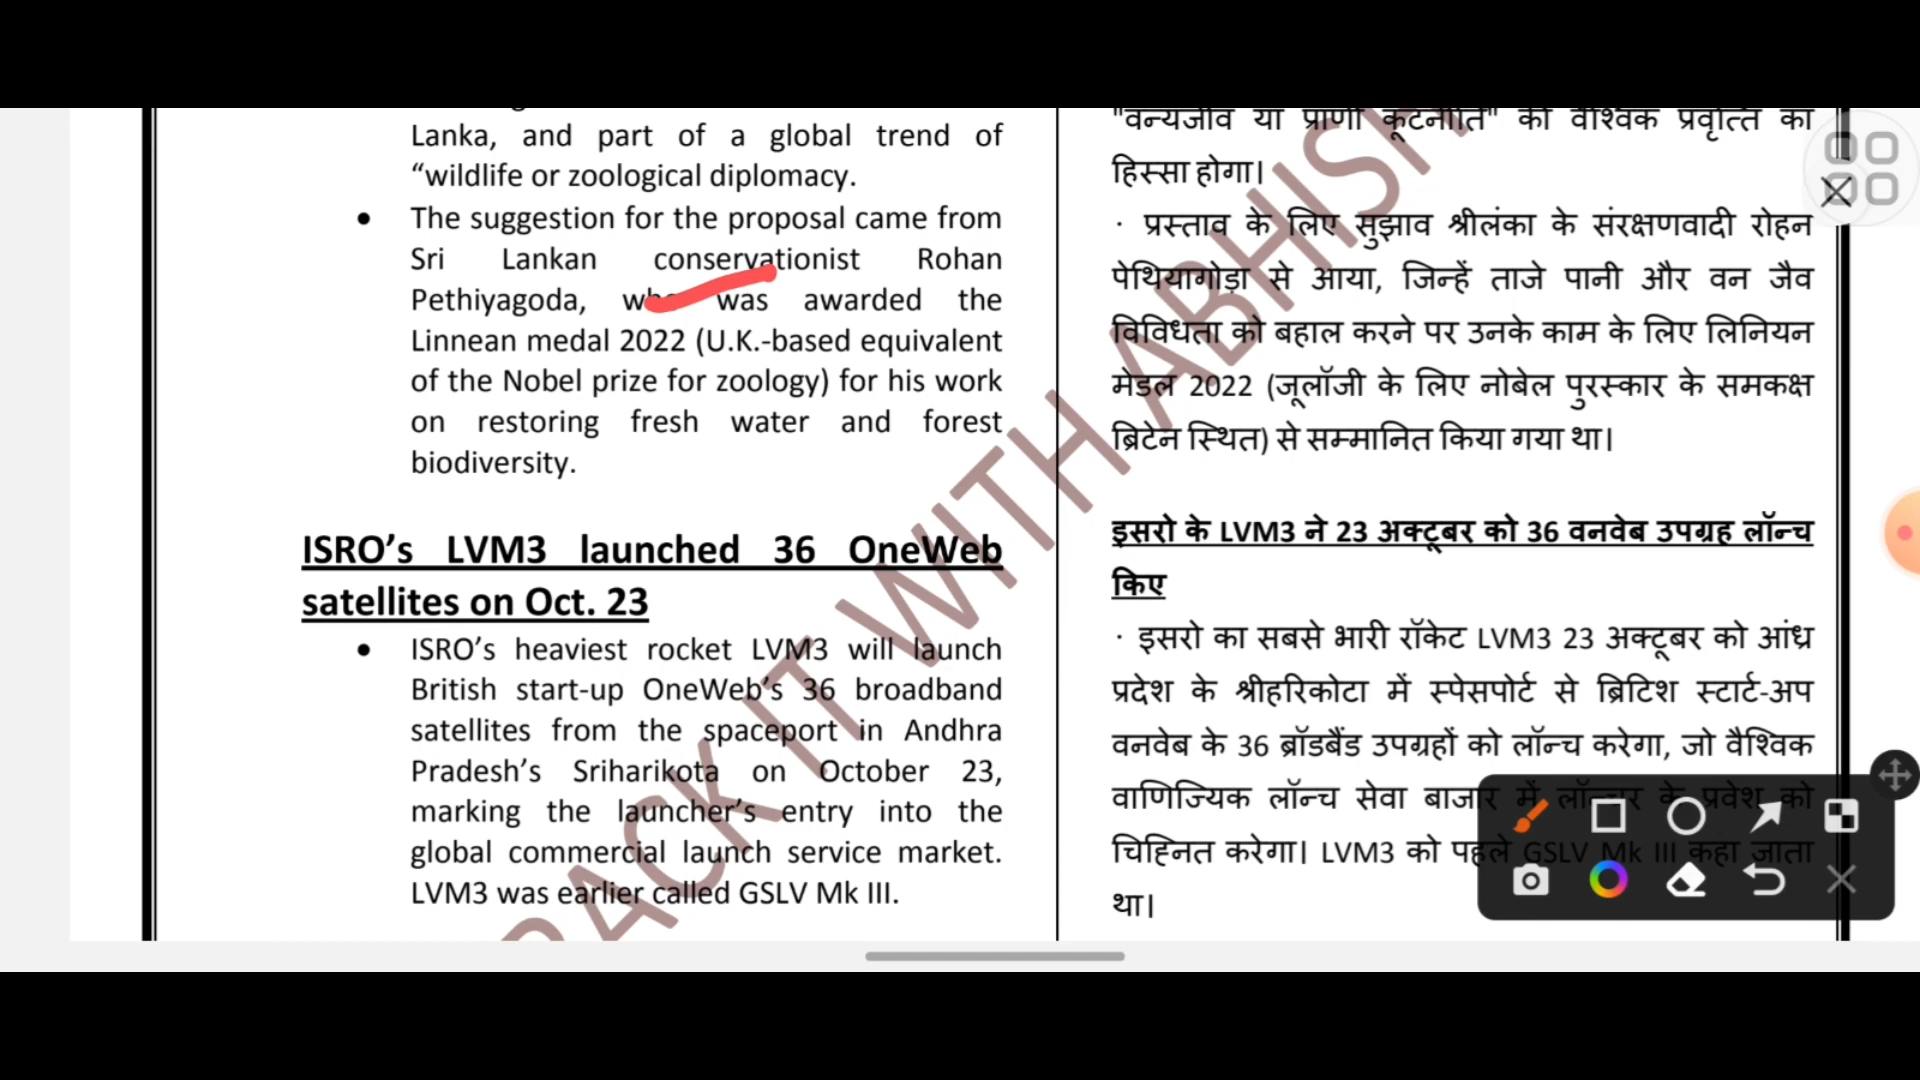 Lanka, and part of a global trend of
“wildlife or zoological diplomacy.
• The suggestion for the proposal came from
Sri Lankan conservationist Rohan
Pethiyagoda, who was awarded the
Linnean medal 2022 (U.K.-based equivalent
of the Nobel prize for zoology) for his work
on restoring fresh water and forest
biodiversity.
ISRO’s LVM3 launched 36 OneWeb
satellites on Oct. 23
• ISRO’s heaviest rocket LVM3 will launch
British start-up OneWeb’s 36 broadband
satellites from the spaceport in Andhra
Pradesh’s Sriharikota on October 23,
marking the launcher’s entry into the
global commercial launch service market.
LVM3 was earlier called GSLV Mk III.
"वन्यजीव या प्राणी कूटनीति" की वैश्विक प्रवृत्ति का
हिस्सा होगा।
· प्रस्ताव के लिए सुझाव श्रीलंका के संरक्षणवादी रोहन
पेथियागोड़ा से आया, जिन्हें ताजे पानी और वन जैव
विविधता को बहाल करने पर उनके काम के लिए लिनियन
मेडल 2022 (जूलॉजी के लिए नोबेल पुरस्कार के समकक्ष
ब्रिटेन स्थित) से सम्मानित किया गया था।
इसरो के LVM3 ने 23 अक्टूबर को 36 वनवेब उपग्रह लॉन्च
किए
· इसरो का सबसे भारी रॉकेट LVM3 23 अक्टूबर को आंध्र
प्रदेश के श्रीहरिकोटा में स्पेसपोर्ट से ब्रिटिश स्टार्ट-अप
वनवेब के 36 ब्रॉडबैंड उपग्रहों को लॉन्च करेगा, जो वैश्विक
वाणिज्यिक लॉन्च सेवा बाजार में लॉन्चर के प्रवेश को
चिह्नित करेगा। LVM3 को पहले GSLV Mk III कहा जाता
था।
RACK IT WITH ABHISH